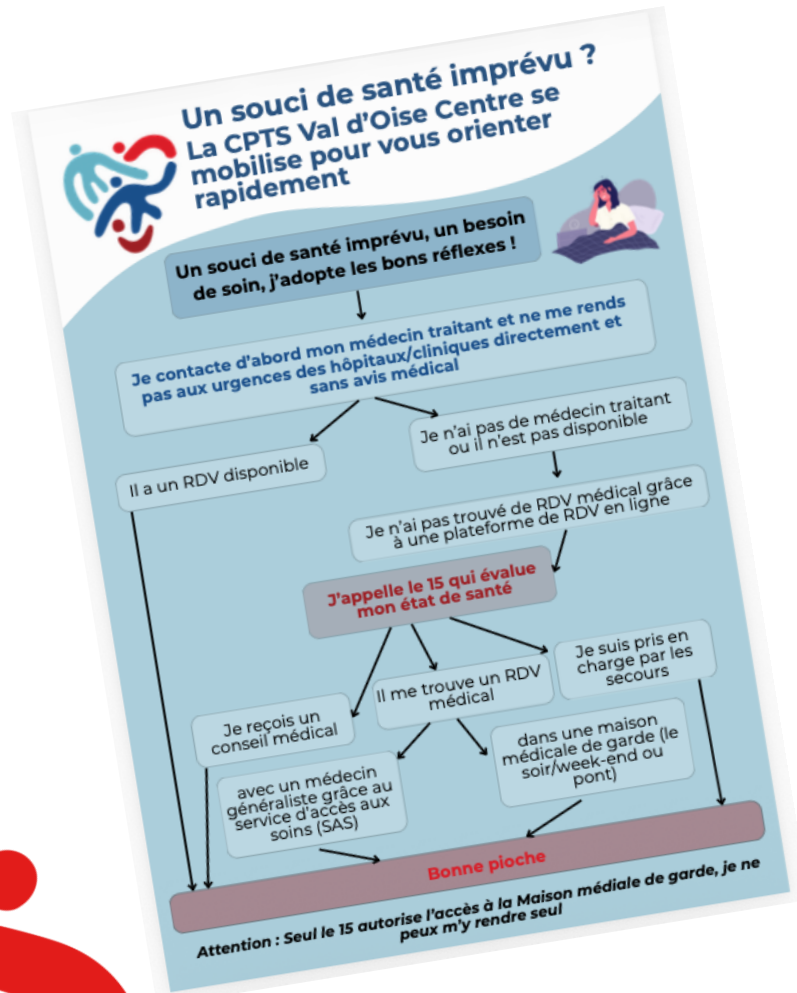 Un souci de santé imprévu ?
La CPTS Val d'Oise Centre se
mobilise pour vous orienter
rapidement
Un souci de santé imprévu, un besoin
de soin, j'adopte les bons réflexes !
Je contacte d'abord mon médecin traitant et ne me rends
pas aux urgences des hôpitaux/cliniques directement et
sans avis médical
Il a un RDV disponible
Je n'ai pas de médecin traitant
ou il n'est pas disponible
Je n'ai pas trouvé de RDV médical grâce
à une plateforme de RDV en ligne
J'appelle le 15 qui évalue
mon état de santé
Je reçois un
conseil médical
Il me trouve un RDV
médical
Je suis pris en
charge par les
secours
avec un médecin
généraliste grâce au
service d'accès aux
soins (SAS)
dans une maison
médicale de garde (le
soir/week-end ou
pont)
Bonne pioche
Attention : Seul le 15 autorise l'accès à la Maison médiale de garde, je ne
peux m'y rendre seul